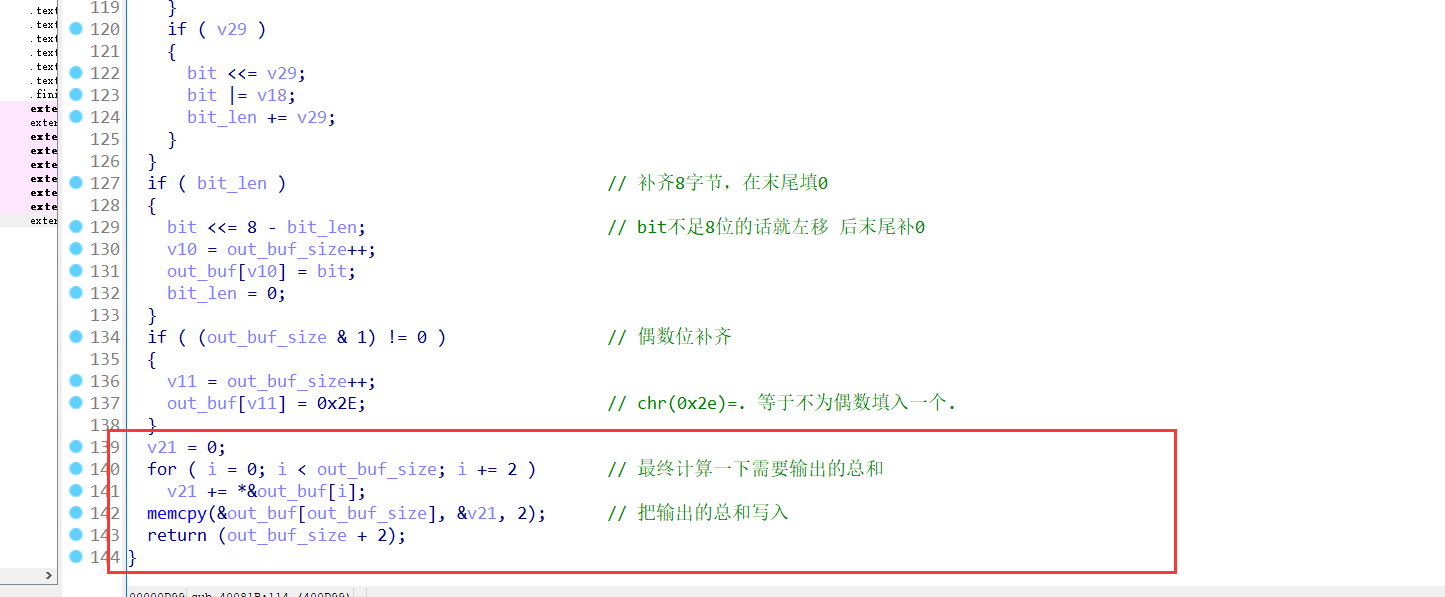 .text
.text
.text
.text
.text
.text
.fini
exte
exter
exte
exte
exte
exte
exte
exte
exter
119 }
120 if ( v29 )
121 {
122 bit <<= v29;
123 bit |= v18;
124 bit_len += v29;
125 }
126 }
127 if ( bit_len ) // 补齐8字节，在末尾填0
128 {
129 bit <<= 8 - bit_len; // bit不足8位的话就左移 后末尾补0
130 v10 = out_buf_size++;
131 out_buf[v10] = bit;
132 bit_len = 0;
133 }
134 if ( (out_buf_size & 1) != 0 ) // 偶数位补齐
135 {
136 v11 = out_buf_size++;
137 out_buf[v11] = 0x2E; // chr(0x2e)=. 等于不为偶数填入一个.
138 }
139 v21 = 0;
140 for ( i = 0; i < out_buf_size; i += 2 ) // 最终计算一下需要输出的总和
141 v21 += *&out_buf[i];
142 memcpy(&out_buf[out_buf_size], &v21, 2); // 把输出的总和写入
143 return (out_buf_size + 2);
144 }
00000D99 sub_40081B:114 (400D99)